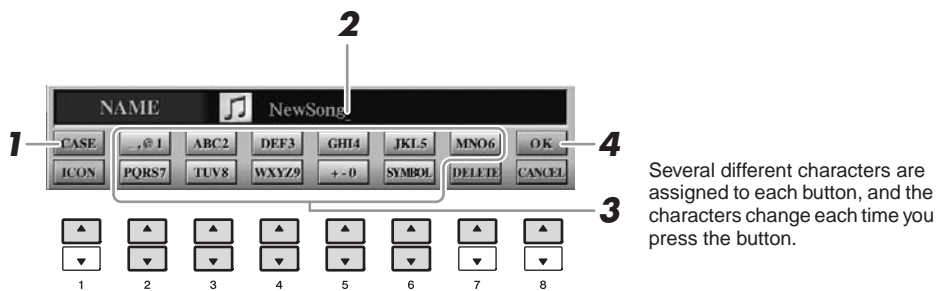 2
NAME NewSong_
1 CASE _,@1 ABC2 DEF3 GHI4 JKL5 MNO6 OK 4
ICON PQRS7 TUV8 WXYZ9 +-0 SYMBOL DELETE CANCEL
3
1 2 3 4 5 6 7 8
Several different characters are
assigned to each button, and the
characters change each time you
press the button.